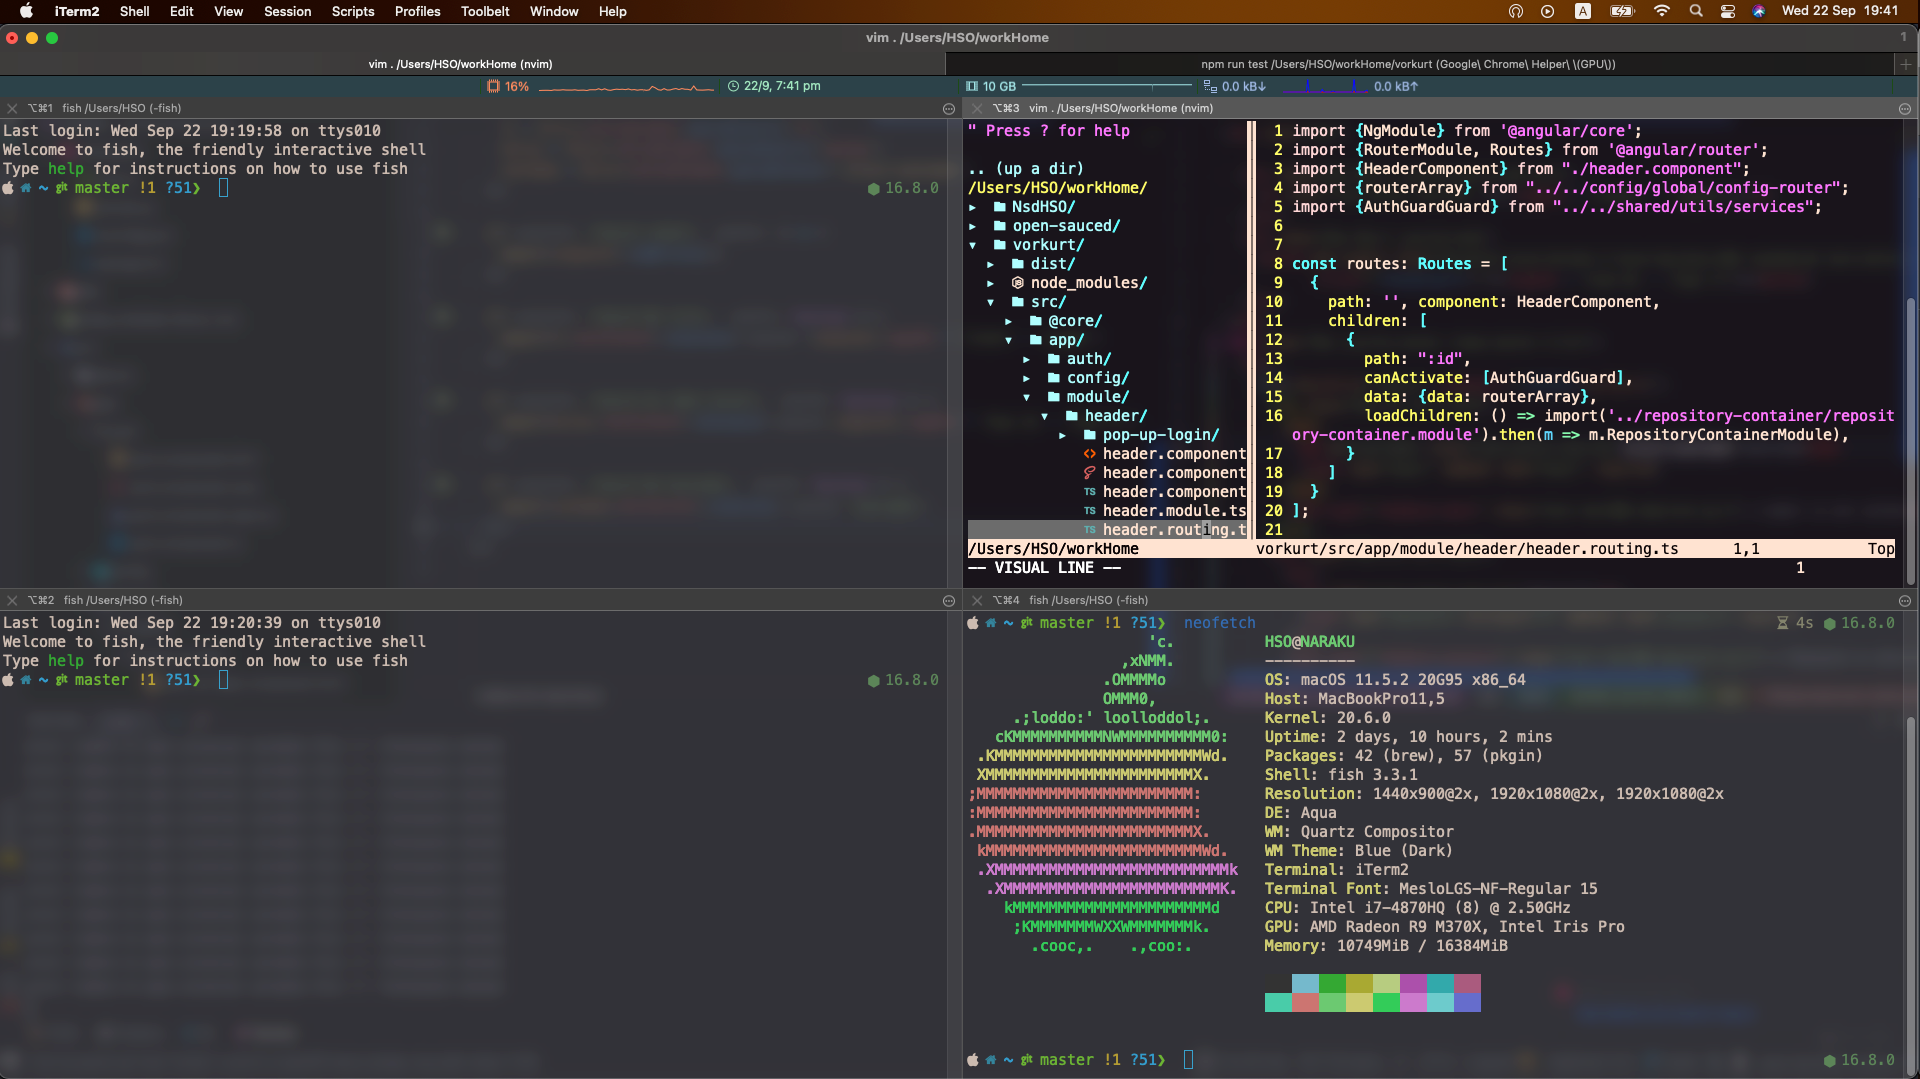 iTerm2 Shell Edit View Session Scripts Profiles Toolbelt Window Help A Wed 22 Sep 19:41
vim . /Users/HSO/workHome 1
vim . /Users/HSO/workHome (nvim) npm run test /Users/HSO/workHome/vorkurt (Google\ Chrome\ Helper\ \(GPU\))
16% 22/9, 7:41 pm 10 GB 0.0 kB↓ 0.0 kB↑
⌥⌘1 fish /Users/HSO (-fish)
Last login: Wed Sep 22 19:19:58 on ttys010
Welcome to fish, the friendly interactive shell
Type help for instructions on how to use fish
~ git master !1 ?51❯ 16.8.0
⌥⌘3 vim . /Users/HSO/workHome (nvim)
" Press ? for help
.. (up a dir)
/Users/HSO/workHome/
▸ NsdHSO/
▸ open-sauced/
▾ vorkurt/
▸ dist/
▸ node_modules/
▾ src/
▸ @core/
▾ app/
▸ auth/
▸ config/
▾ module/
▾ header/
▸ pop-up-login/
<> header.component
header.component
TS header.component
TS header.module.ts
TS header.routing.t
1 import {NgModule} from '@angular/core';
2 import {RouterModule, Routes} from '@angular/router';
3 import {HeaderComponent} from "./header.component";
4 import {routerArray} from "../../config/global/config-router";
5 import {AuthGuardGuard} from "../../shared/utils/services";
6
7
8 const routes: Routes = [
9 {
10 path: '', component: HeaderComponent,
11 children: [
12 {
13 path: ":id",
14 canActivate: [AuthGuardGuard],
15 data: {data: routerArray},
16 loadChildren: () => import('../repository-container/reposit
ory-container.module').then(m => m.RepositoryContainerModule),
17 }
18 ]
19 }
20 ];
21
/Users/HSO/workHome vorkurt/src/app/module/header/header.routing.ts 1,1 Top
-- VISUAL LINE -- 1
⌥⌘2 fish /Users/HSO (-fish)
Last login: Wed Sep 22 19:20:39 on ttys010
Welcome to fish, the friendly interactive shell
Type help for instructions on how to use fish
~ git master !1 ?51❯ 16.8.0
⌥⌘4 fish /Users/HSO (-fish)
~ git master !1 ?51❯ neofetch 4s 16.8.0
'c.
,xNMM.
.OMMMMo
OMMM0,
.;loddo:' loolloddol;.
cKMMMMMMMMMMNWMMMMMMMMMM0:
.KMMMMMMMMMMMMMMMMMMMMMMMWd.
XMMMMMMMMMMMMMMMMMMMMMMMX.
;MMMMMMMMMMMMMMMMMMMMMMMM:
:MMMMMMMMMMMMMMMMMMMMMMMM:
.MMMMMMMMMMMMMMMMMMMMMMMMX.
kMMMMMMMMMMMMMMMMMMMMMMMMWd.
.XMMMMMMMMMMMMMMMMMMMMMMMMMMk
.XMMMMMMMMMMMMMMMMMMMMMMMMK.
kMMMMMMMMMMMMMMMMMMMMMMd
;KMMMMMMMWXXWMMMMMMMk.
.cooc,. .,coo:.
HSO@NARAKU
----------
OS: macOS 11.5.2 20G95 x86_64
Host: MacBookPro11,5
Kernel: 20.6.0
Uptime: 2 days, 10 hours, 2 mins
Packages: 42 (brew), 57 (pkgin)
Shell: fish 3.3.1
Resolution: 1440x900@2x, 1920x1080@2x, 1920x1080@2x
DE: Aqua
WM: Quartz Compositor
WM Theme: Blue (Dark)
Terminal: iTerm2
Terminal Font: MesloLGS-NF-Regular 15
CPU: Intel i7-4870HQ (8) @ 2.50GHz
GPU: AMD Radeon R9 M370X, Intel Iris Pro
Memory: 10749MiB / 16384MiB
~ git master !1 ?51❯ 16.8.0